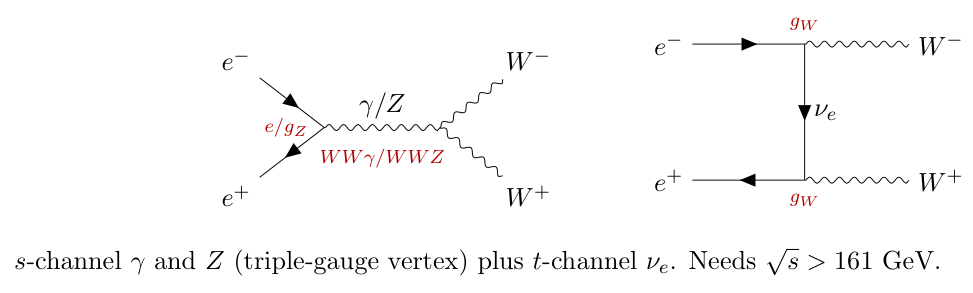 e⁻
W⁻
γ/Z
e/g_Z
WWγ/WWZ
e⁺
W⁺
g_W
e⁻
W⁻
ν_e
e⁺
W⁺
g_W
s-channel γ and Z (triple-gauge vertex) plus t-channel ν_e. Needs √s > 161 GeV.